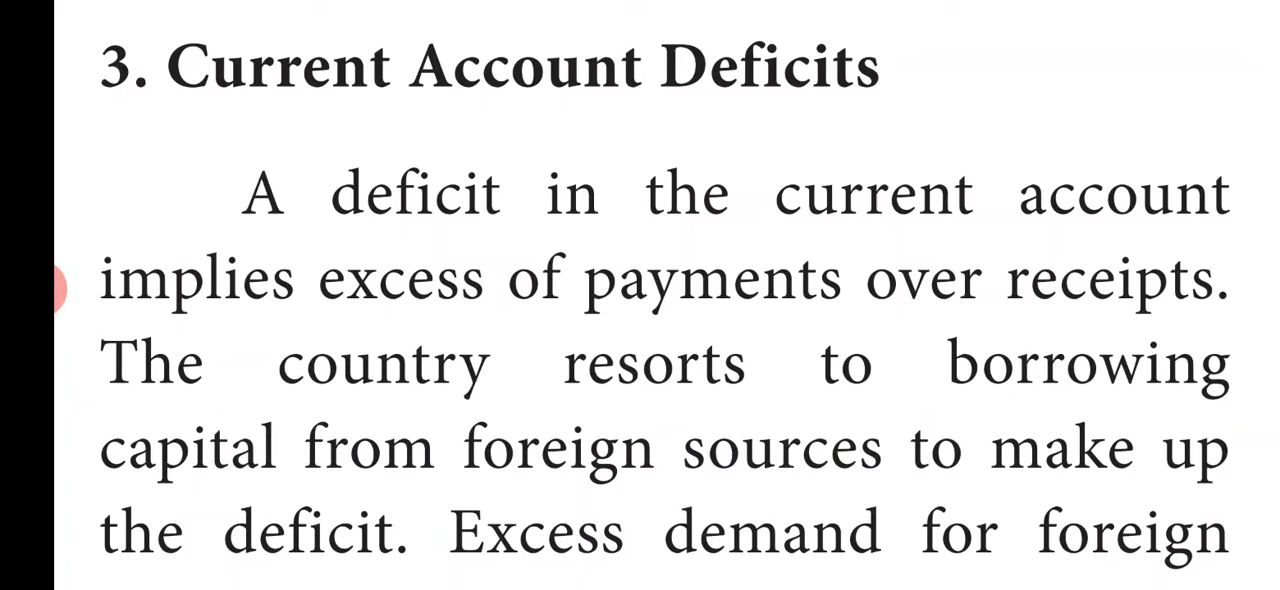 3. Current Account Deficits
A deficit in the current account
implies excess of payments over receipts.
The country resorts to borrowing
capital from foreign sources to make up
the deficit. Excess demand for foreign